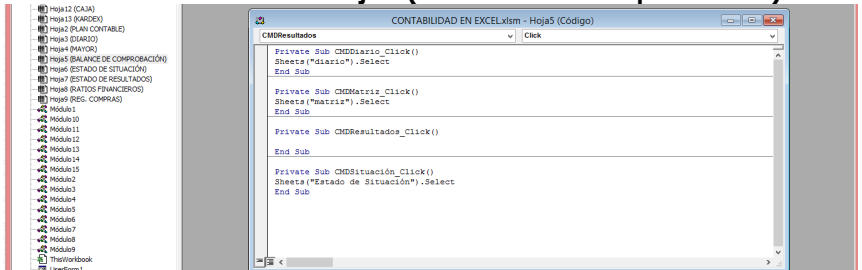 Hoja12 (CAJA)
Hoja13 (KARDEX)
Hoja2 (PLAN CONTABLE)
Hoja3 (DIARIO)
Hoja4 (MAYOR)
Hoja5 (BALANCE DE COMPROBACIÓN)
Hoja6 (ESTADO DE SITUACIÓN)
Hoja7 (ESTADO DE RESULTADOS)
Hoja8 (RATIOS FINANCIEROS)
Hoja9 (REG. COMPRAS)
Módulo1
Módulo10
Módulo11
Módulo12
Módulo13
Módulo14
Módulo15
Módulo2
Módulo3
Módulo4
Módulo5
Módulo6
Módulo7
Módulo8
Módulo9
ThisWorkbook
UserForm1
CONTABILIDAD EN EXCEL.xlsm - Hoja5 (Código)
CMDResultados
Click
Private Sub CMDDiario_Click()
Sheets("diario").Select
End Sub
Private Sub CMDMatriz_Click()
Sheets("matriz").Select
End Sub
Private Sub CMDResultados_Click()
End Sub
Private Sub CMDSituación_Click()
Sheets("Estado de Situación").Select
End Sub